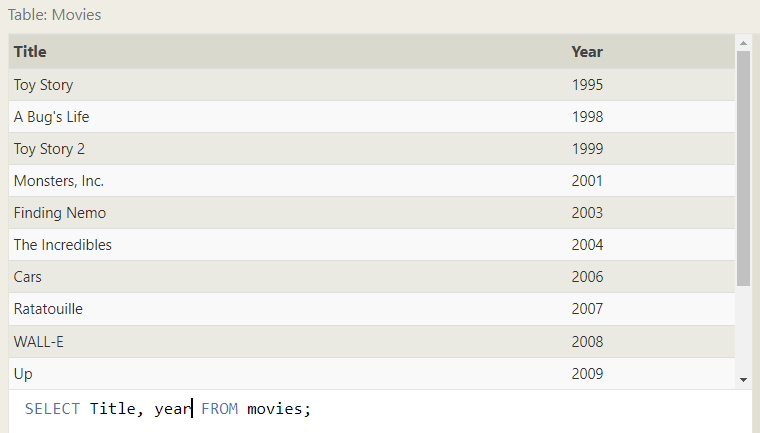 Table: Movies
Title Year
Toy Story 1995
A Bug's Life 1998
Toy Story 2 1999
Monsters, Inc. 2001
Finding Nemo 2003
The Incredibles 2004
Cars 2006
Ratatouille 2007
WALL-E 2008
Up 2009
SELECT Title, year FROM movies;